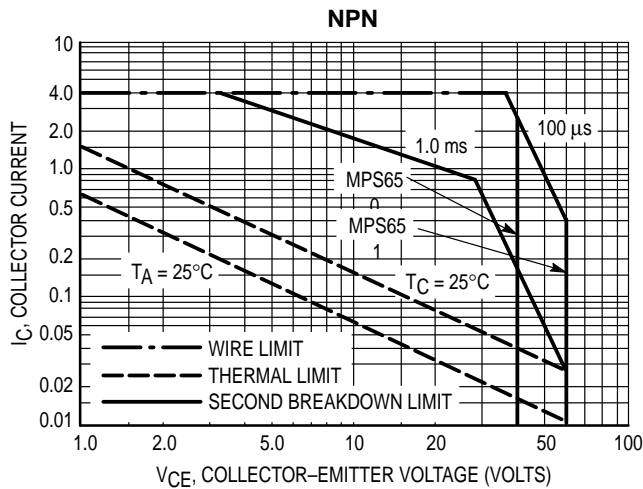 NPN
10
4.0
2.0
1.0
0.5
0.2
0.1
0.05
0.02
0.01
IC, COLLECTOR CURRENT
1.0 ms
100 µs
MPS65
0
MPS65
1
TA = 25°C
TC = 25°C
WIRE LIMIT
THERMAL LIMIT
SECOND BREAKDOWN LIMIT
1.0
2.0
5.0
10
20
50
100
VCE, COLLECTOR–EMITTER VOLTAGE (VOLTS)